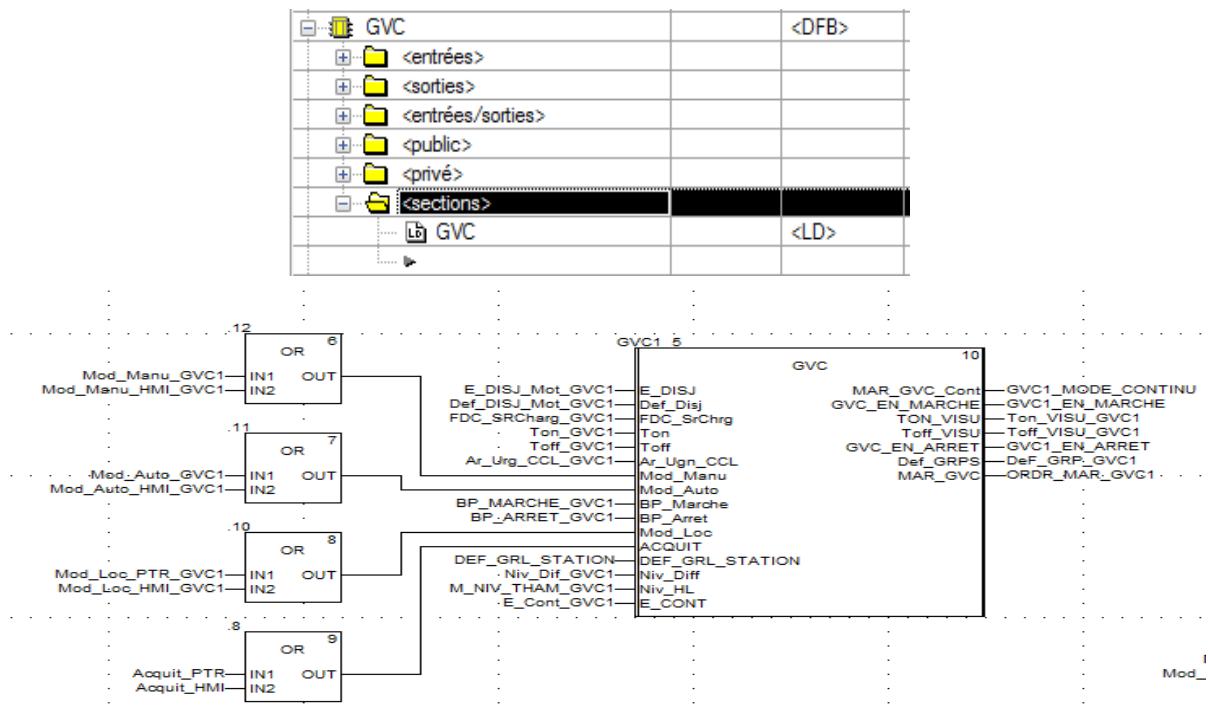 GVC <DFB>
<entrées>
<sorties>
<entrées/sorties>
<public>
<privé>
<sections>
LD GVC <LD>
.12
6
OR
Mod_Manu_GVC1 IN1 OUT
Mod_Manu_HMI_GVC1 IN2
.11
7
OR
Mod_Auto_GVC1 IN1 OUT
Mod_Auto_HMI_GVC1 IN2
.10
8
OR
Mod_Loc_PTR_GVC1 IN1 OUT
Mod_Loc_HMI_GVC1 IN2
.8
9
OR
Acquit_PTR IN1 OUT
Acquit_HMI IN2
GVC1_5
10
GVC
E_DISJ_Mot_GVC1 E_DISJ MAR_GVC_Cont GVC1_MODE_CONTINU
Def_DISJ_Mot_GVC1 Def_Disj GVC_EN_MARCHE GVC1_EN_MARCHE
FDC_SRCharg_GVC1 FDC_SrChrg TON_VISU Ton_VISU_GVC1
Ton_GVC1 Ton Toff_VISU Toff_VISU_GVC1
Toff_GVC1 Toff GVC_EN_ARRET GVC1_EN_ARRET
Ar_Urg_CCL_GVC1 Ar_Ugn_CCL Def_GRPS DeF_GRP_GVC1
Mod_Manu MAR_GVC ORDR_MAR_GVC1
Mod_Auto
BP_MARCHE_GVC1 BP_Marche
BP_ARRET_GVC1 BP_Arret
Mod_Loc
ACQUIT
DEF_GRL_STATION DEF_GRL_STATION
Niv_Dif_GVC1 Niv_Diff
M_NIV_THAM_GVC1 Niv_HL
E_Cont_GVC1 E_CONT
Mod_